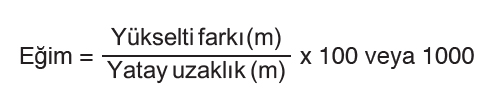 Eğim = Yükselti farkı (m) / Yatay uzaklık (m) x 100 veya 1000